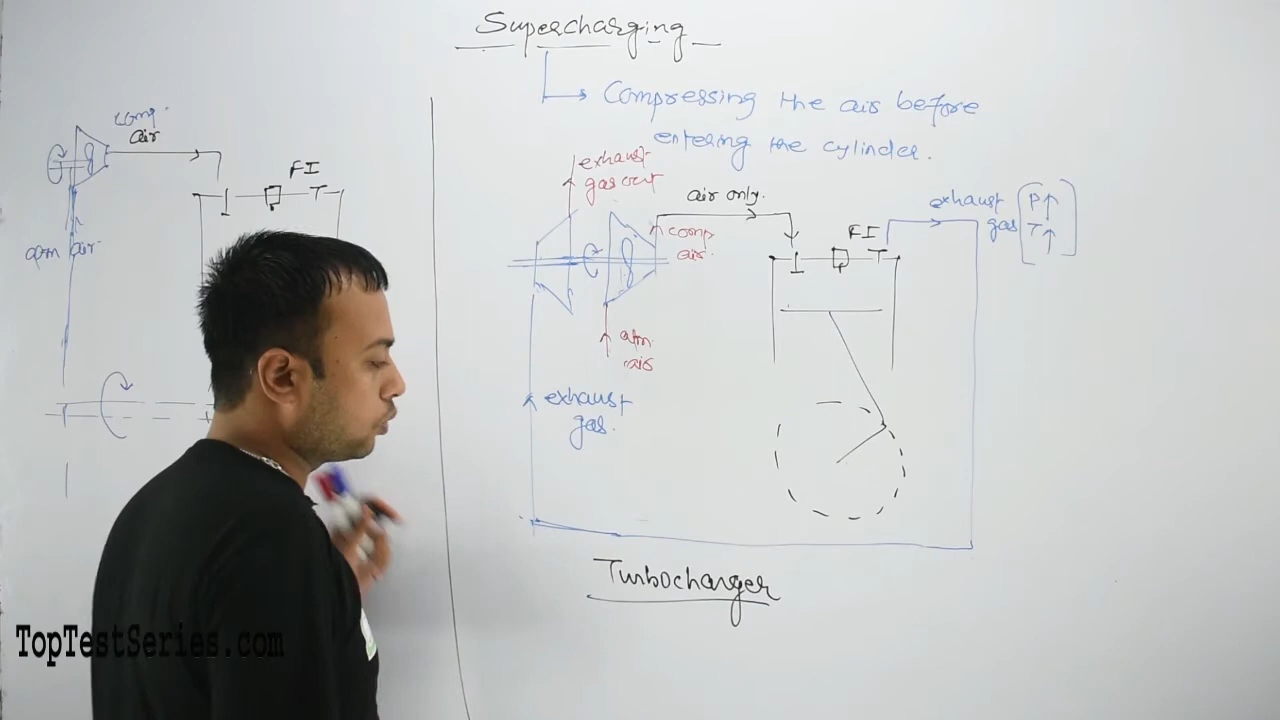 Supercharging
Compressing the air before
entering the cylinder.
comp.
air
FI
atm air
exhaust
gas out
air only.
comp
air.
FI
exhaust
gas
P↑
T↑
atm
air
exhaust
gas.
Turbocharger
TopTestSeries.com